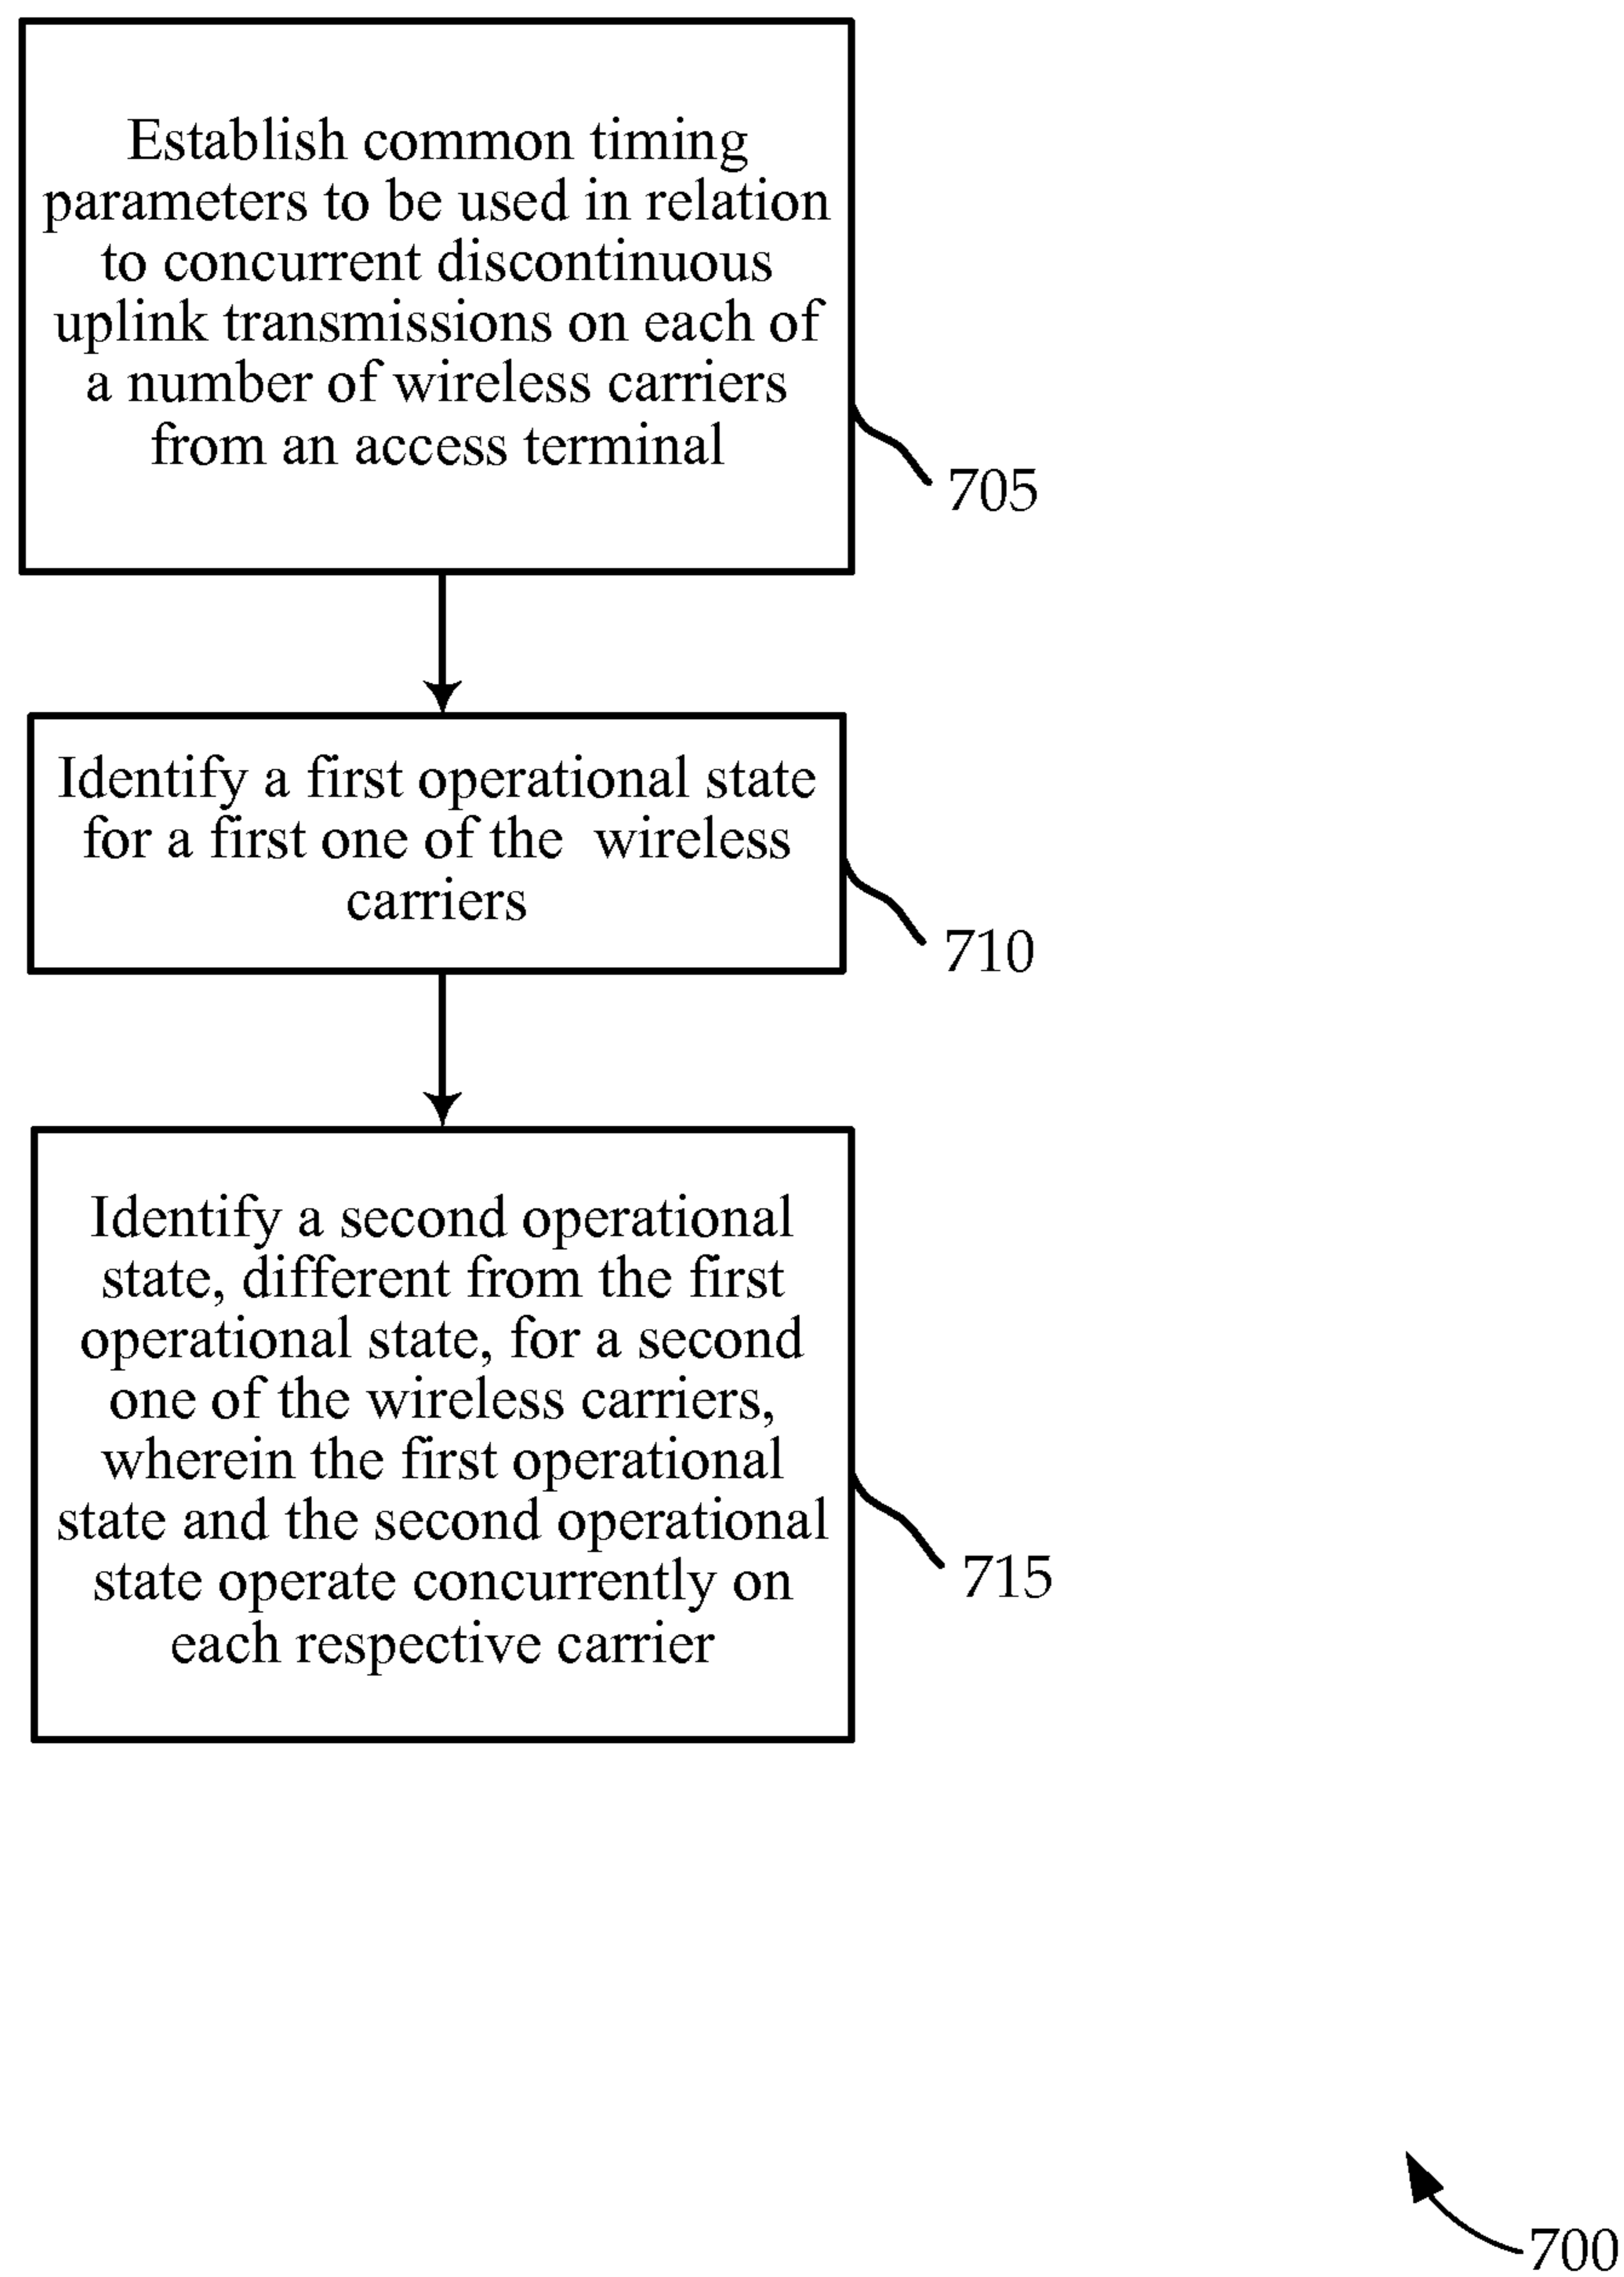 Establish common timing
parameters to be used in relation
to concurrent discontinuous
uplink transmissions on each of
a number of wireless carriers
from an access terminal
705
Identify a first operational state
for a first one of the wireless
carriers
710
Identify a second operational
state, different from the first
operational state, for a second
one of the wireless carriers,
wherein the first operational
state and the second operational
state operate concurrently on
each respective carrier
715
700